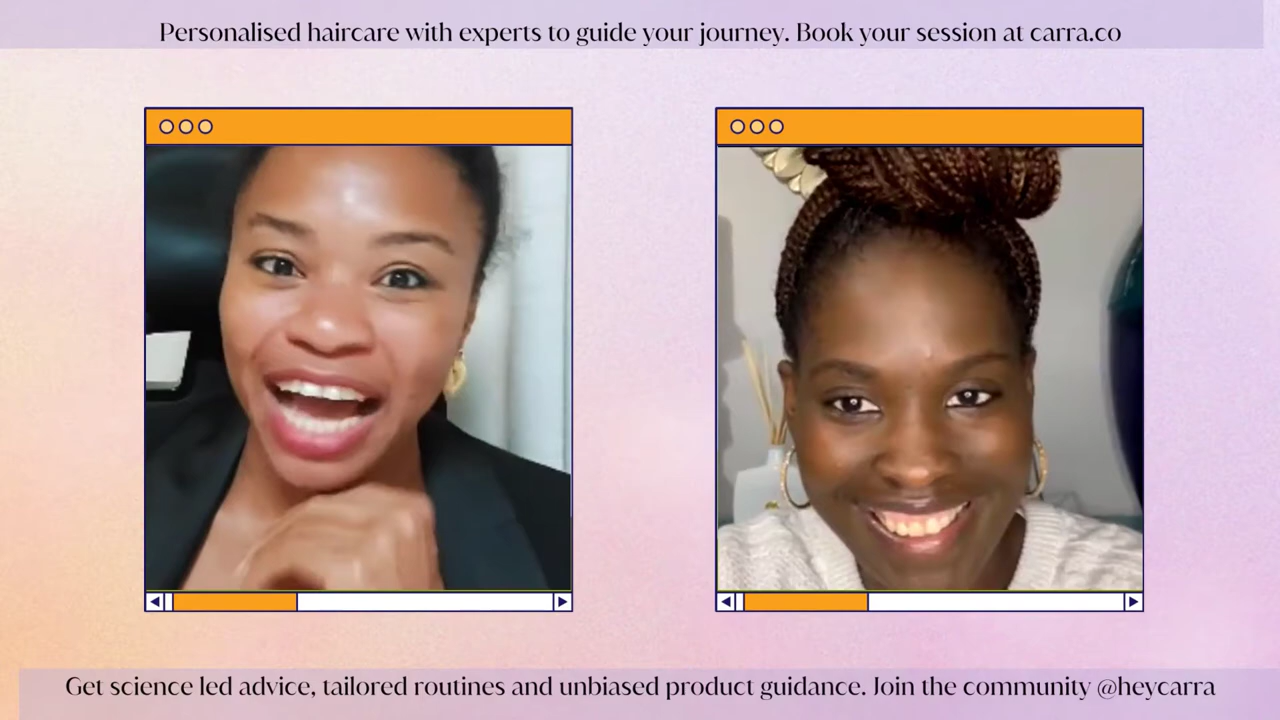 Personalised haircare with experts to guide your journey. Book your session at carra.co
Get science led advice, tailored routines and unbiased product guidance. Join the community @heycarra